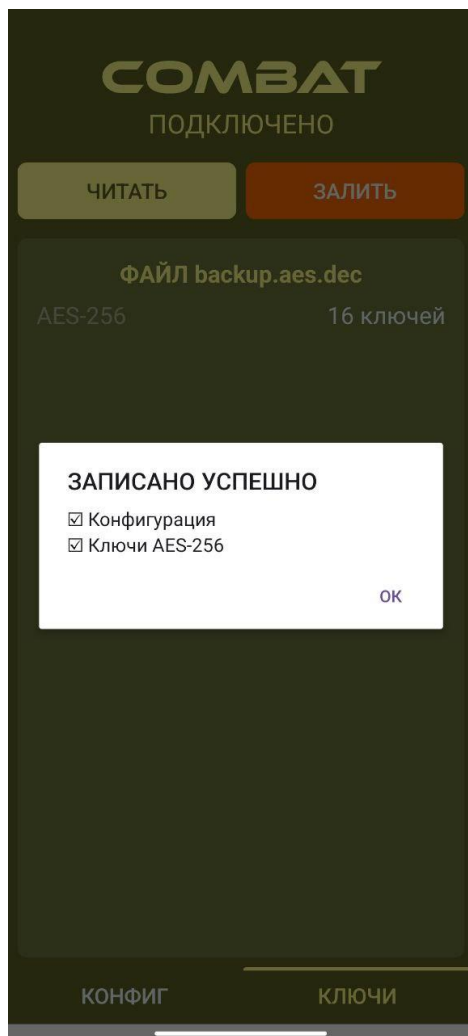 COMBAT
ПОДКЛЮЧЕНО
ЧИТАТЬ ЗАЛИТЬ
ФАЙЛ backup.aes.dec
AES-256 16 ключей
ЗАПИСАНО УСПЕШНО
☑ Конфигурация
☑ Ключи AES-256
ОК
КОНФИГ КЛЮЧИ